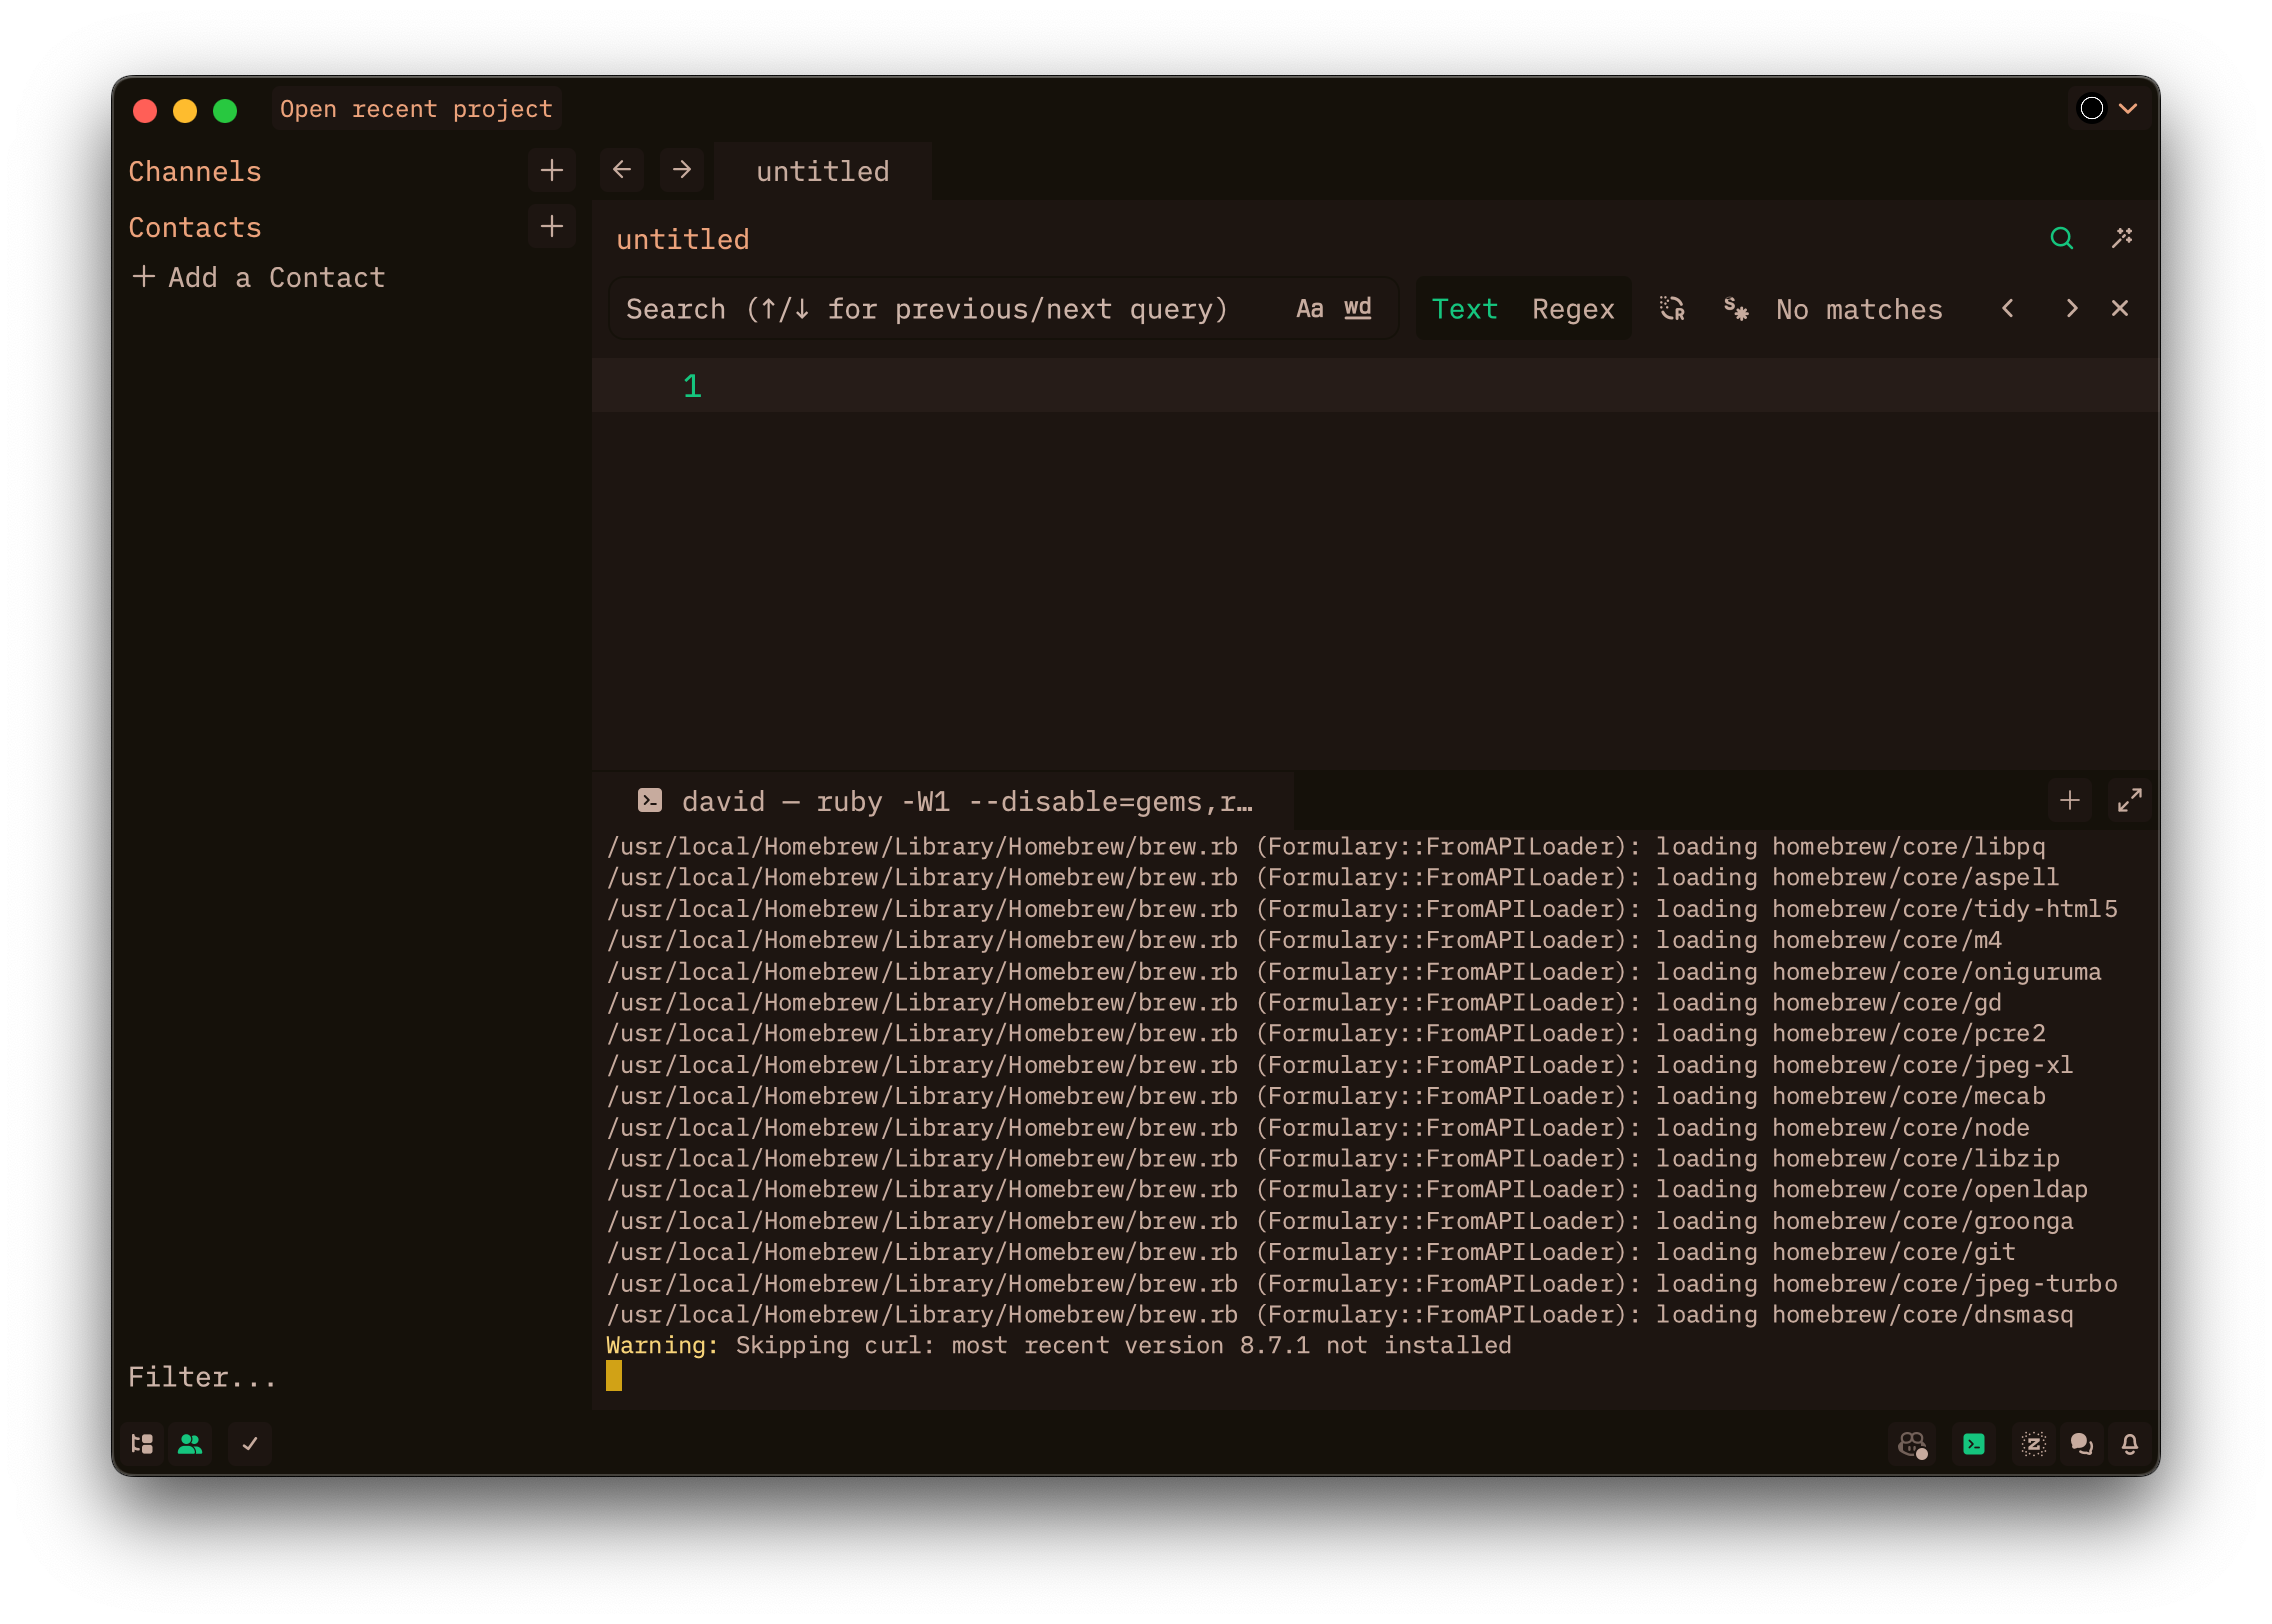 Open recent project
Channels
Contacts
Add a Contact
Filter...
untitled
untitled
Search (↑/↓ for previous/next query) Aa wd Text Regex No matches
1
david — ruby -W1 --disable=gems,r…
/usr/local/Homebrew/Library/Homebrew/brew.rb (Formulary::FromAPILoader): loading homebrew/core/libpq
/usr/local/Homebrew/Library/Homebrew/brew.rb (Formulary::FromAPILoader): loading homebrew/core/aspell
/usr/local/Homebrew/Library/Homebrew/brew.rb (Formulary::FromAPILoader): loading homebrew/core/tidy-html5
/usr/local/Homebrew/Library/Homebrew/brew.rb (Formulary::FromAPILoader): loading homebrew/core/m4
/usr/local/Homebrew/Library/Homebrew/brew.rb (Formulary::FromAPILoader): loading homebrew/core/oniguruma
/usr/local/Homebrew/Library/Homebrew/brew.rb (Formulary::FromAPILoader): loading homebrew/core/gd
/usr/local/Homebrew/Library/Homebrew/brew.rb (Formulary::FromAPILoader): loading homebrew/core/pcre2
/usr/local/Homebrew/Library/Homebrew/brew.rb (Formulary::FromAPILoader): loading homebrew/core/jpeg-xl
/usr/local/Homebrew/Library/Homebrew/brew.rb (Formulary::FromAPILoader): loading homebrew/core/mecab
/usr/local/Homebrew/Library/Homebrew/brew.rb (Formulary::FromAPILoader): loading homebrew/core/node
/usr/local/Homebrew/Library/Homebrew/brew.rb (Formulary::FromAPILoader): loading homebrew/core/libzip
/usr/local/Homebrew/Library/Homebrew/brew.rb (Formulary::FromAPILoader): loading homebrew/core/openldap
/usr/local/Homebrew/Library/Homebrew/brew.rb (Formulary::FromAPILoader): loading homebrew/core/groonga
/usr/local/Homebrew/Library/Homebrew/brew.rb (Formulary::FromAPILoader): loading homebrew/core/git
/usr/local/Homebrew/Library/Homebrew/brew.rb (Formulary::FromAPILoader): loading homebrew/core/jpeg-turbo
/usr/local/Homebrew/Library/Homebrew/brew.rb (Formulary::FromAPILoader): loading homebrew/core/dnsmasq
Warning: Skipping curl: most recent version 8.7.1 not installed